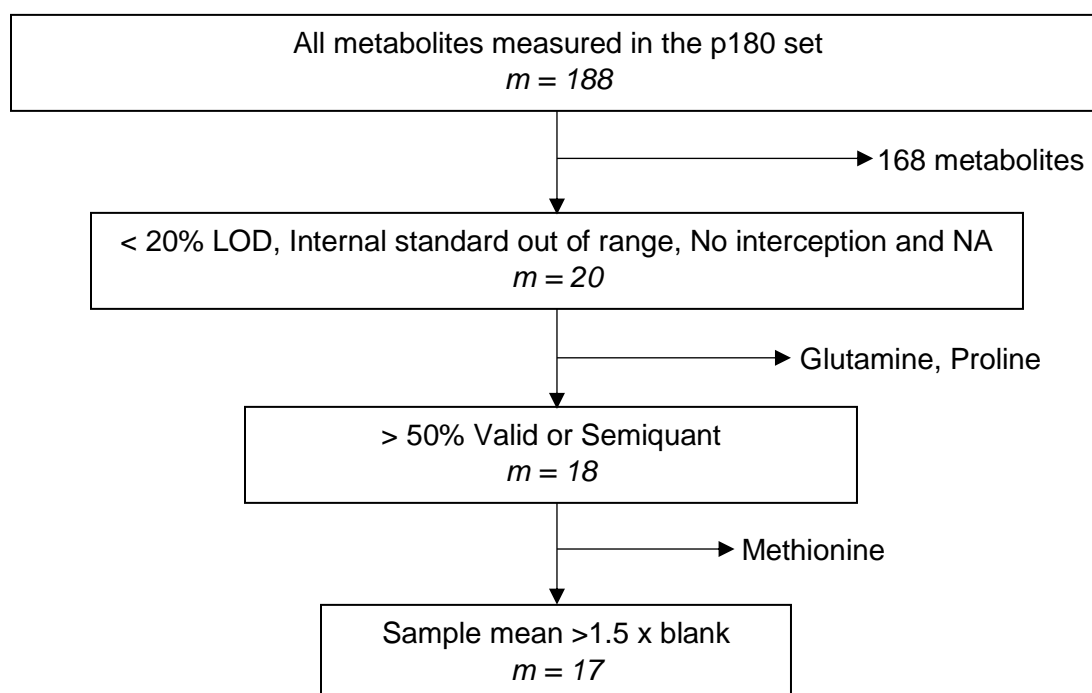 All metabolites measured in the p180 set
m = 188
168 metabolites
< 20% LOD, Internal standard out of range, No interception and NA
m = 20
Glutamine, Proline
> 50% Valid or Semiquant
m = 18
Methionine
Sample mean >1.5 x blank
m = 17